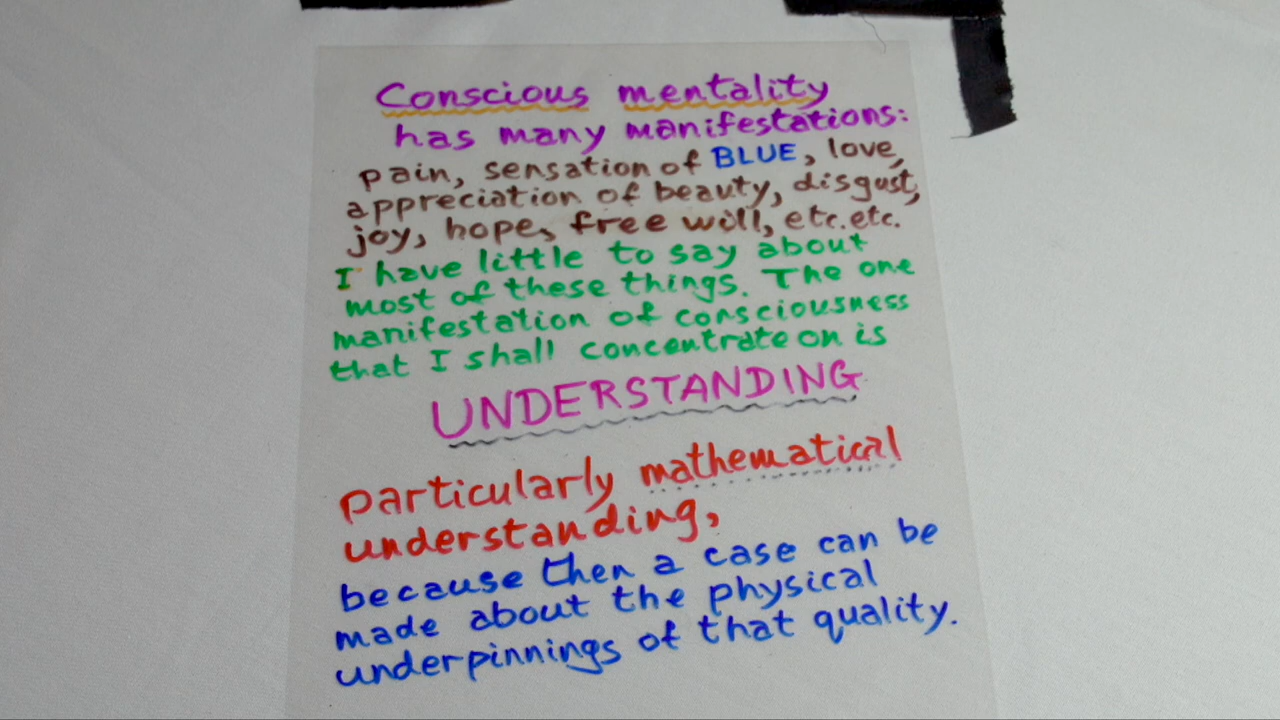 Conscious mentality
has many manifestations:
pain, sensation of BLUE, love,
appreciation of beauty, disgust,
joy, hope, free will, etc.etc.
I have little to say about
most of these things. The one
manifestation of consciousness
that I shall concentrate on is
UNDERSTANDING
particularly mathematical
understanding,
because then a case can be
made about the physical
underpinnings of that quality.